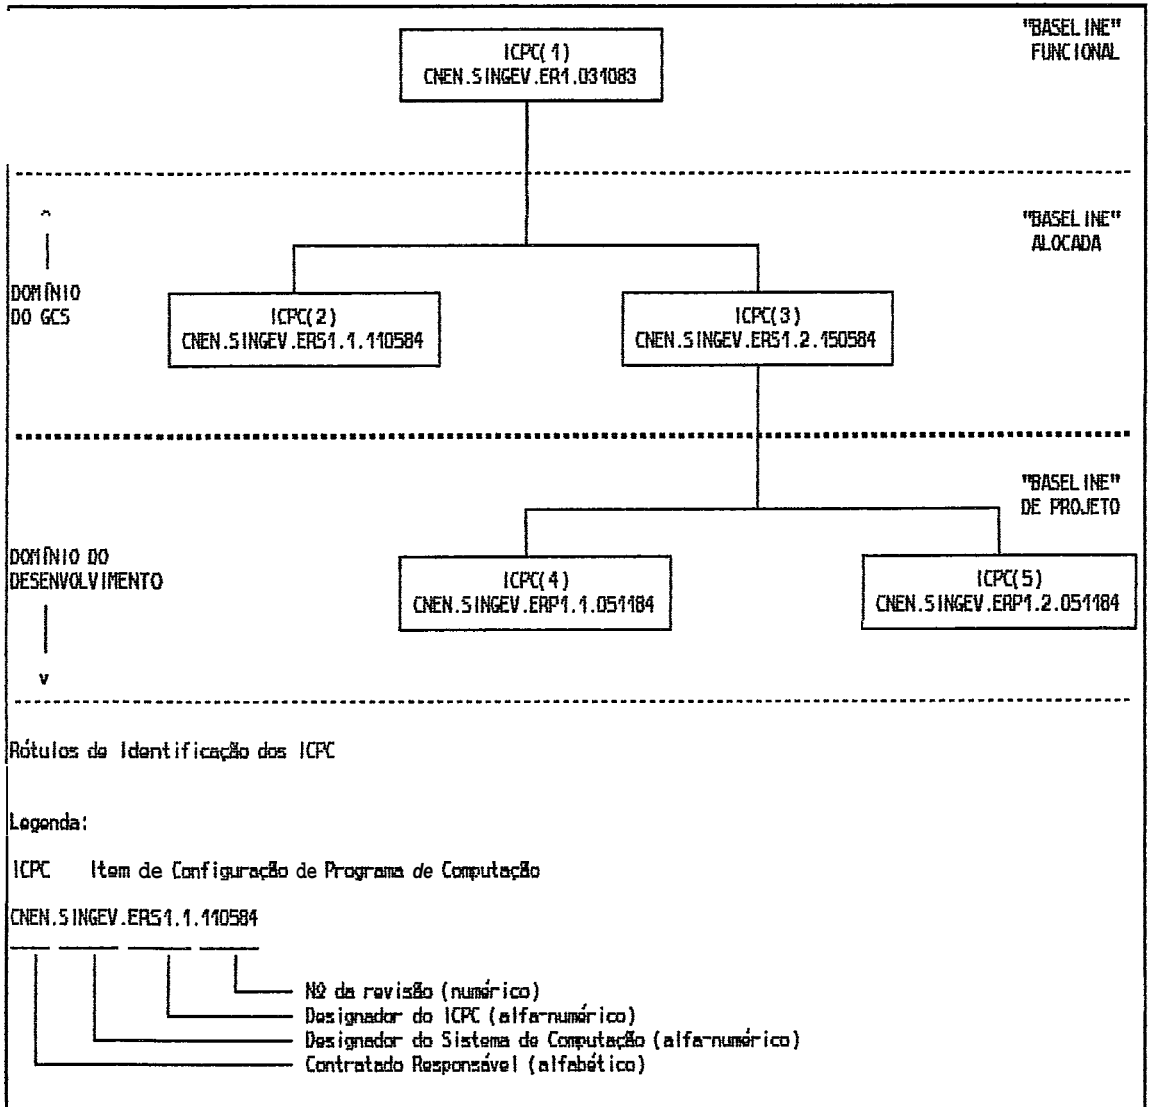 "BASELINE"
FUNCIONAL
ICPC(1)
CNEN.SINGEV.ER1.031083
"BASELINE"
ALOCADA
^
DOMÍNIO
DO GCS
ICPC(2)
CNEN.SINGEV.ERS1.1.110584
ICPC(3)
CNEN.SINGEV.ERS1.2.150584
"BASELINE"
DE PROJETO
DOMÍNIO DO
DESENVOLVIMENTO
v
ICPC(4)
CNEN.SINGEV.ERP1.1.051184
ICPC(5)
CNEN.SINGEV.ERP1.2.051184
Rótulos de Identificação dos ICPC
Legenda:
ICPC Item de Configuração de Programa de Computação
CNEN.SINGEV.ERS1.1.110584
Nº da revisão (numérico)
Designador do ICPC (alfa-numérico)
Designador do Sistema de Computação (alfa-numérico)
Contratado Responsável (alfabético)